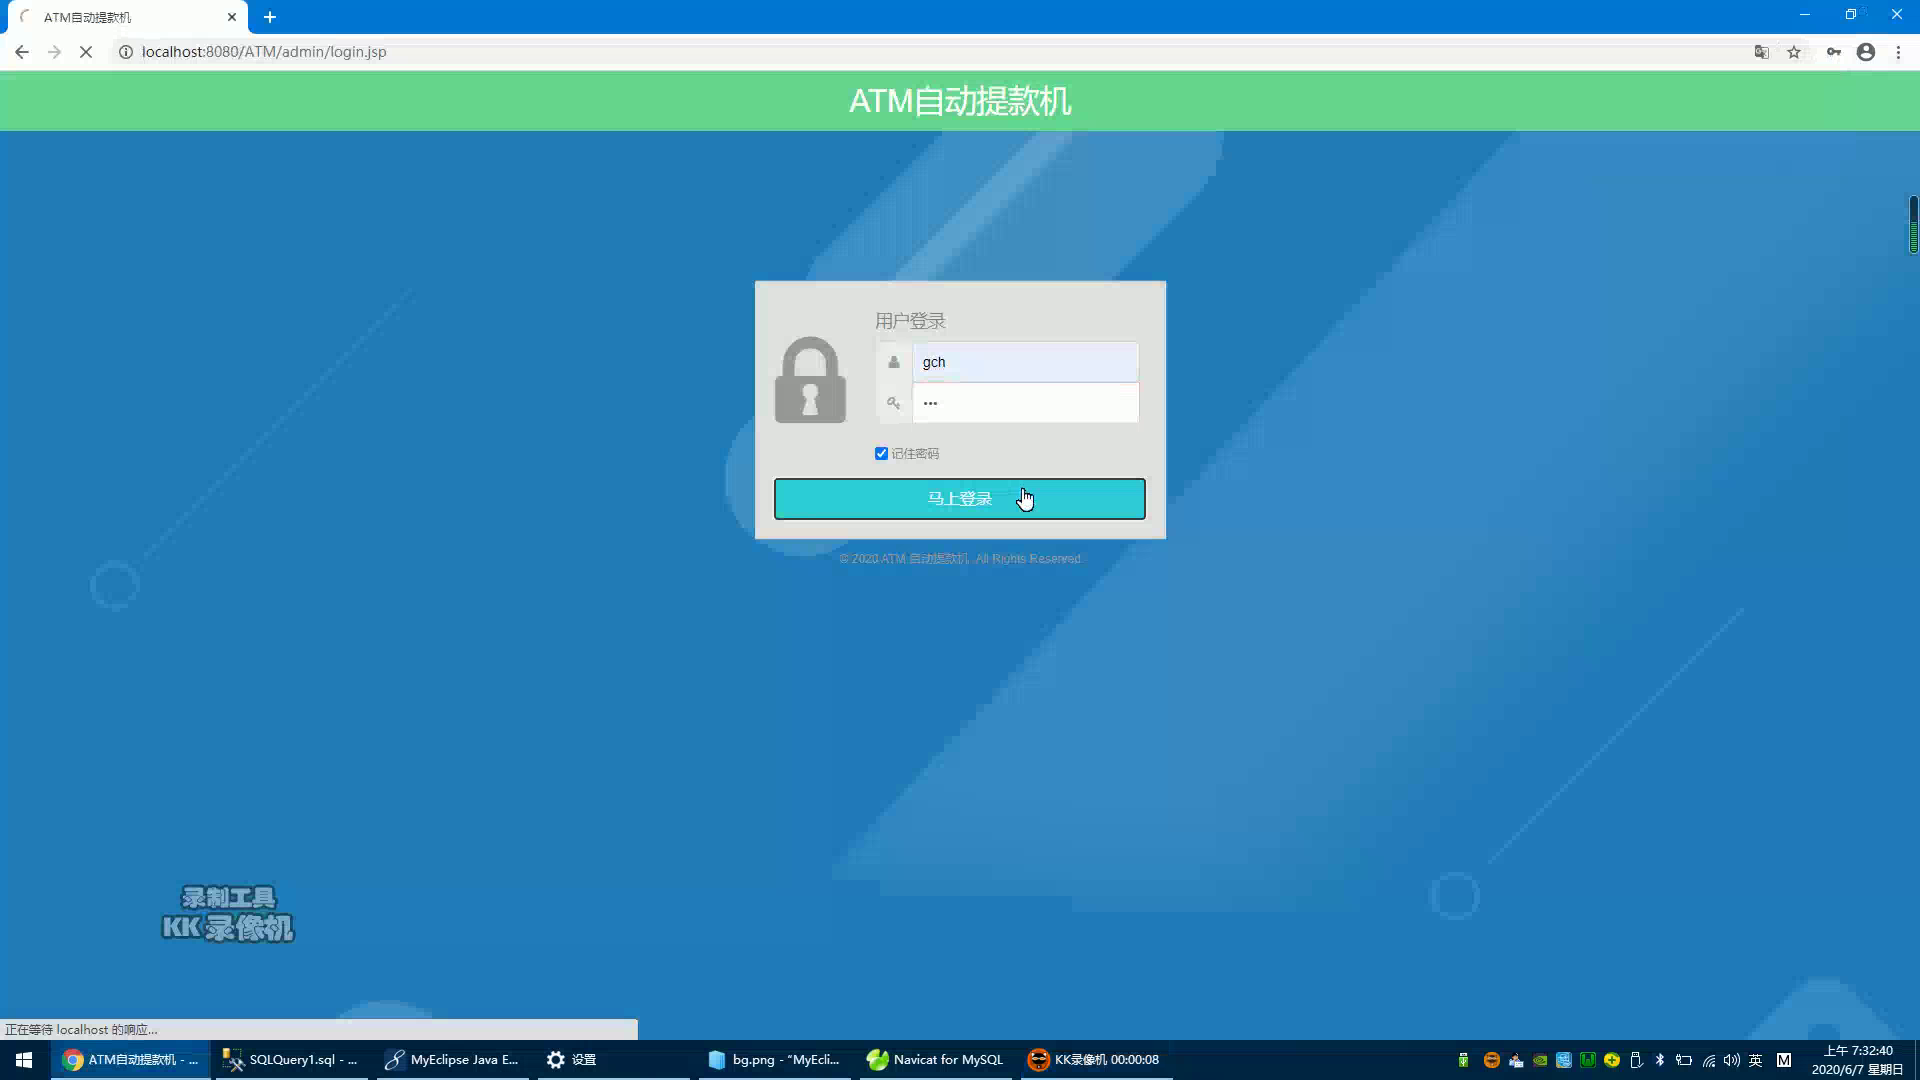 ATM自动提款机
localhost:8080/ATM/admin/login.jsp
ATM自动提款机
用户登录
gch
•••
记住密码
马上登录
© 2020 ATM 自动提款机. All Rights Reserved.
录制工具
KK 录像机
正在等待 localhost 的响应...
ATM自动提款机 - ...
SQLQuery1.sql - ...
MyEclipse Java E...
设置
bg.png - "MyEcli...
Navicat for MySQL
KK录像机 00:00:08
英
M
上午 7:32:40
2020/6/7 星期日